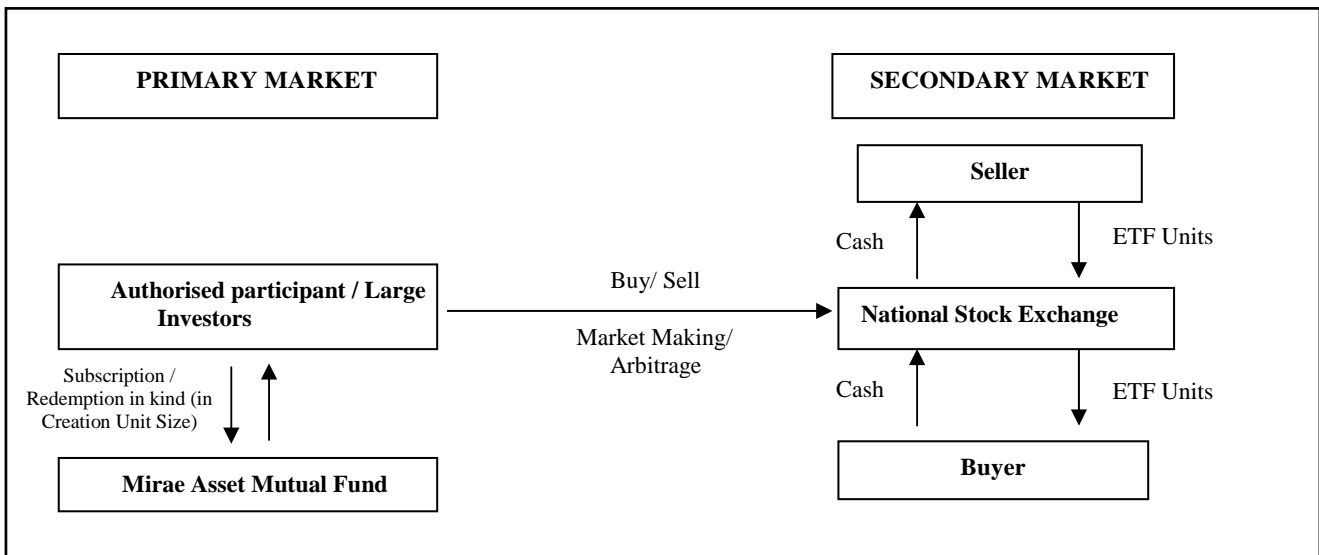 PRIMARY MARKET
SECONDARY MARKET
Seller
Cash
ETF Units
Authorised participant / Large
Investors
Buy/ Sell
Market Making/
Arbitrage
National Stock Exchange
Subscription /
Redemption in kind (in
Creation Unit Size)
Cash
ETF Units
Mirae Asset Mutual Fund
Buyer